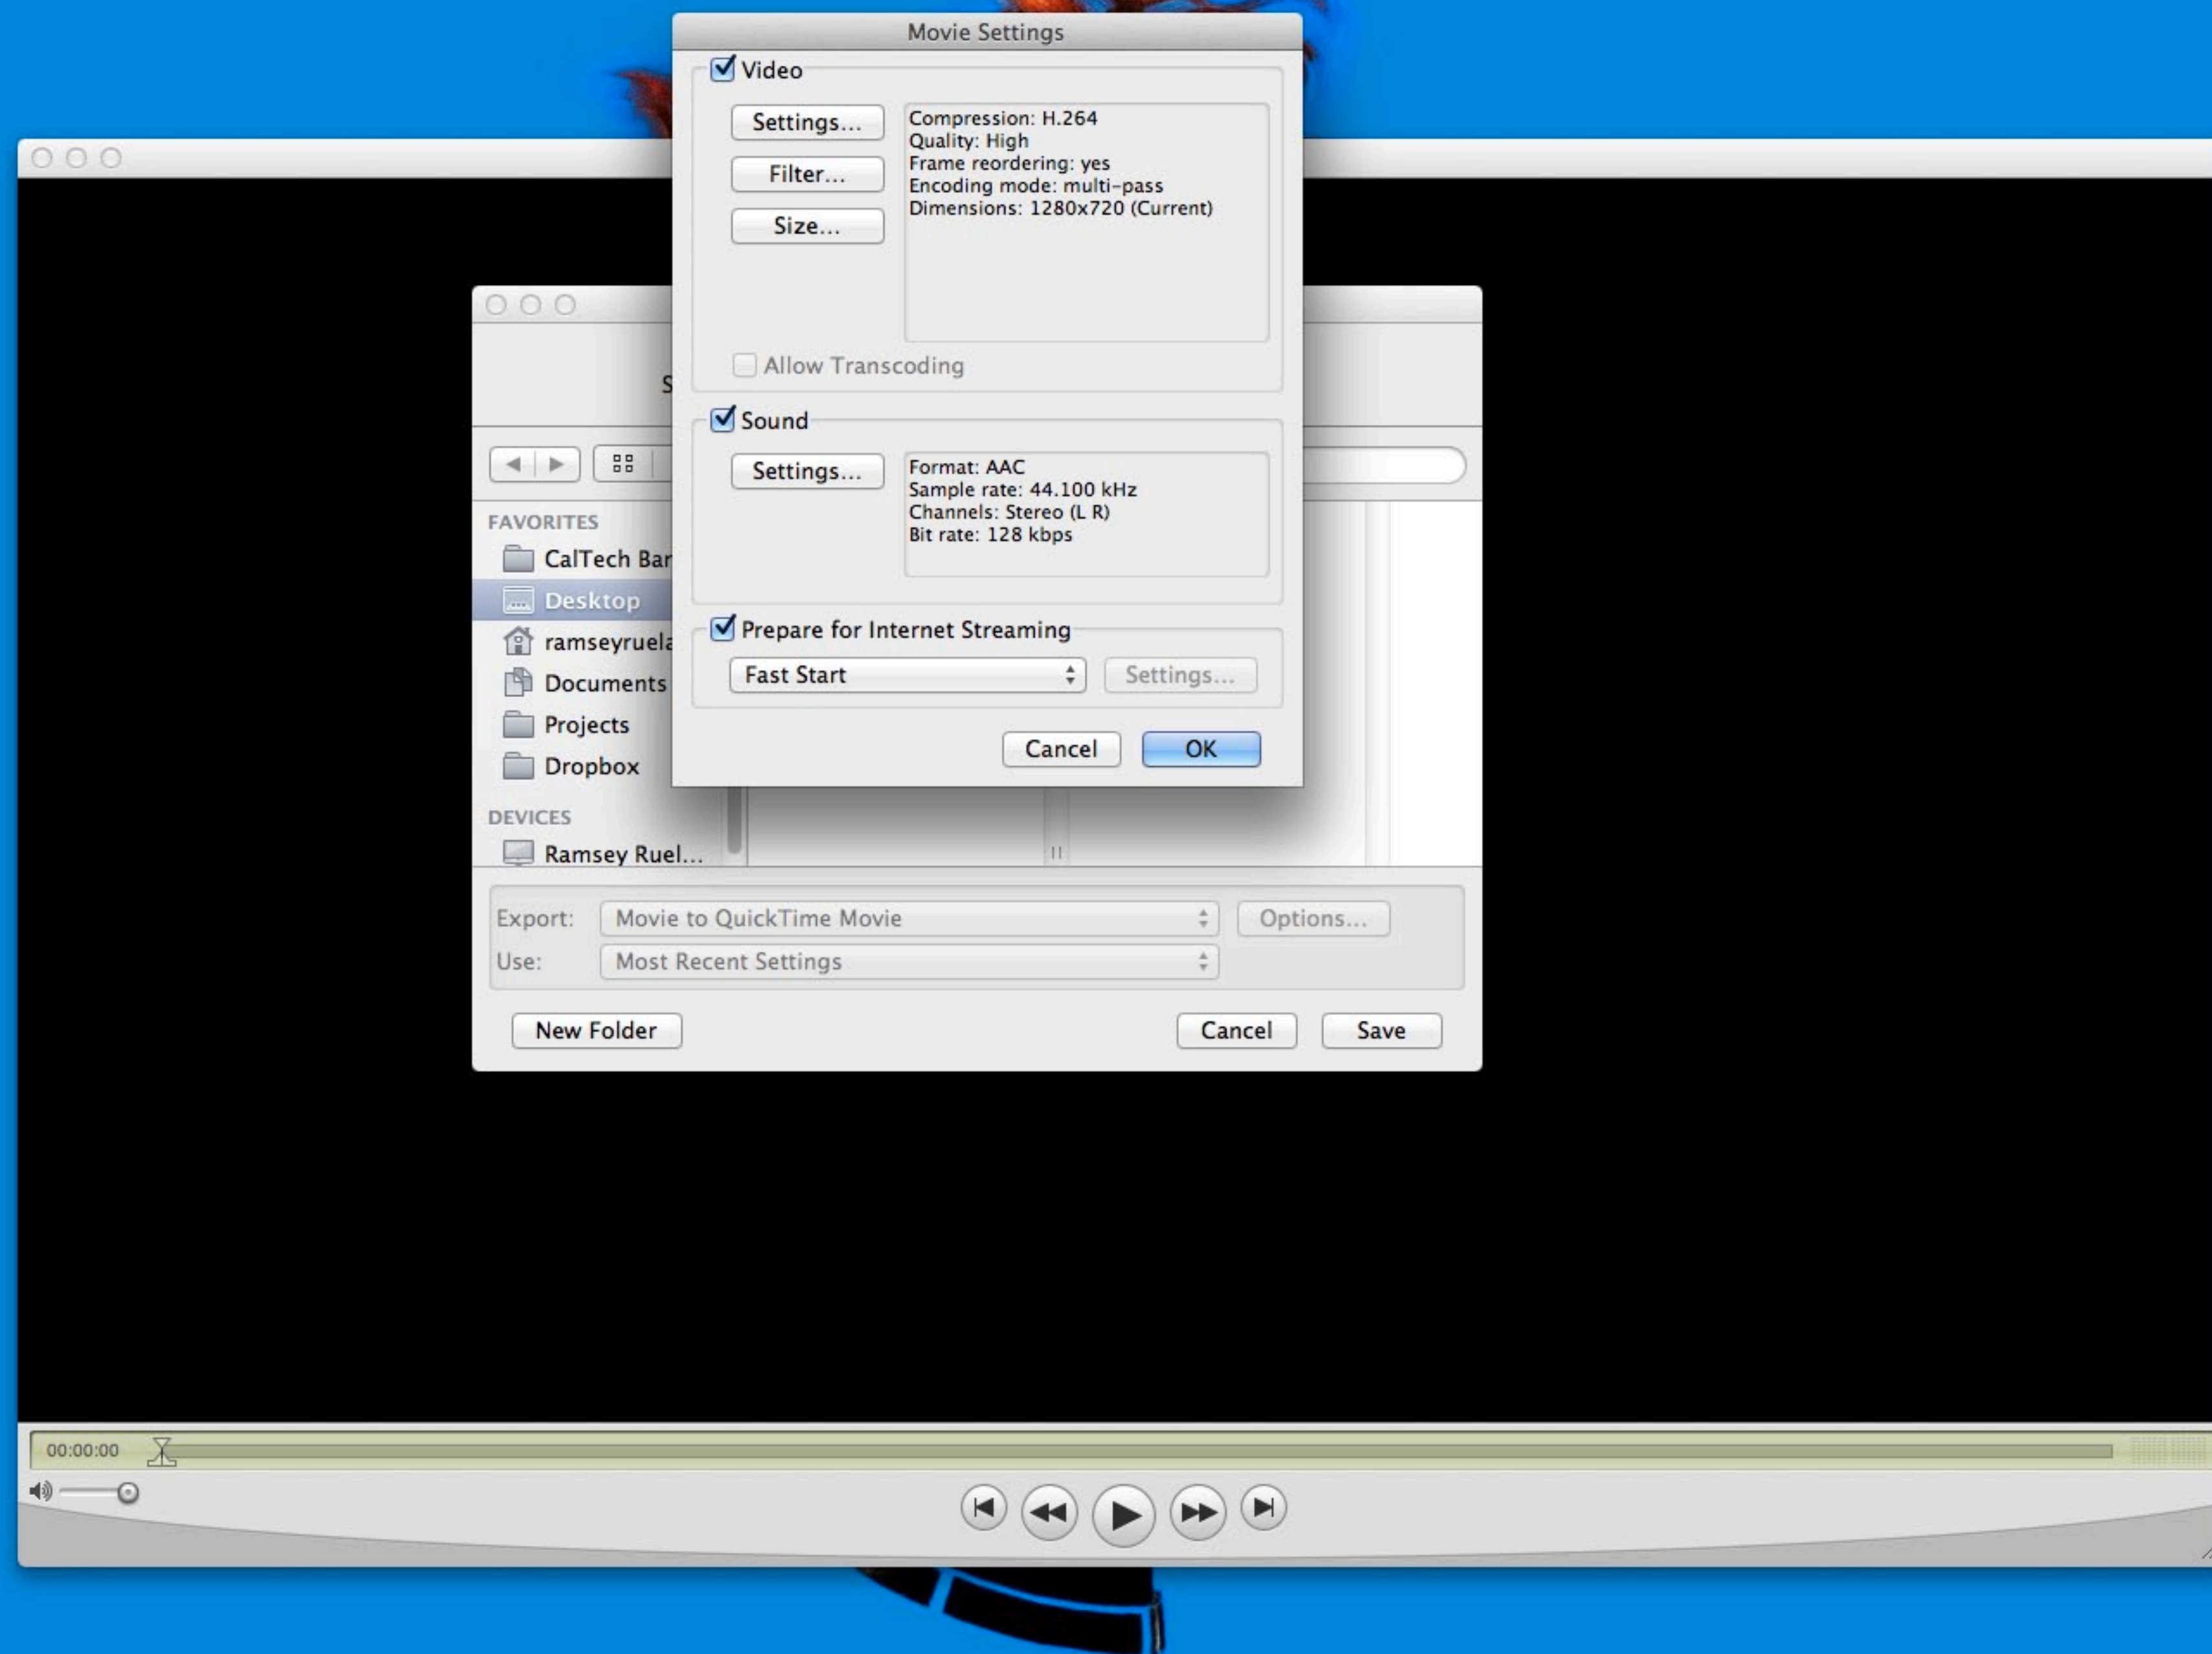 Movie Settings
Video
Settings...
Filter...
Size...
Compression: H.264
Quality: High
Frame reordering: yes
Encoding mode: multi-pass
Dimensions: 1280x720 (Current)
Allow Transcoding
Sound
Settings...
Format: AAC
Sample rate: 44.100 kHz
Channels: Stereo (L R)
Bit rate: 128 kbps
Prepare for Internet Streaming
Fast Start
Settings...
Cancel
OK
S
FAVORITES
CalTech Bar
Desktop
ramseyruela
Documents
Projects
Dropbox
DEVICES
Ramsey Ruel...
Export: Movie to QuickTime Movie Options...
Use: Most Recent Settings
New Folder Cancel Save
00:00:00